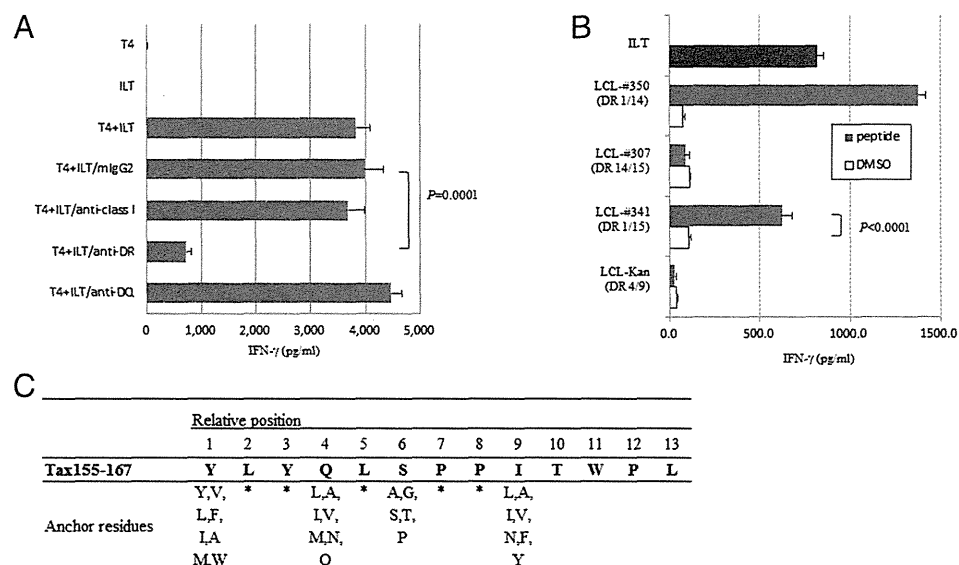 A
T4
ILT
T4+ILT
T4+ILT/mIgG2
T4+ILT/anti-class I
T4+ILT/anti-DR
T4+ILT/anti-DQ
P=0.0001
0 1,000 2,000 3,000 4,000 5,000
IFN-γ (pg/ml)
B
ILT
LCL-#350
(DR 1/14)
LCL-#307
(DR 14/15)
LCL-#341
(DR 1/15)
LCL-Kan
(DR 4/9)
peptide
DMSO
P<0.0001
0.0 500.0 1000.0 1500.0
IFN-γ (pg/ml)
C
Relative position
1 2 3 4 5 6 7 8 9 10 11 12 13
Tax155-167 Y L Y Q L S P P I T W P L
Anchor residues
Y,V, * * L,A, * A,G, * * L,A,
L,F, I,V, S,T, I,V,
I,A M,N, P N,F,
M,W Q Y